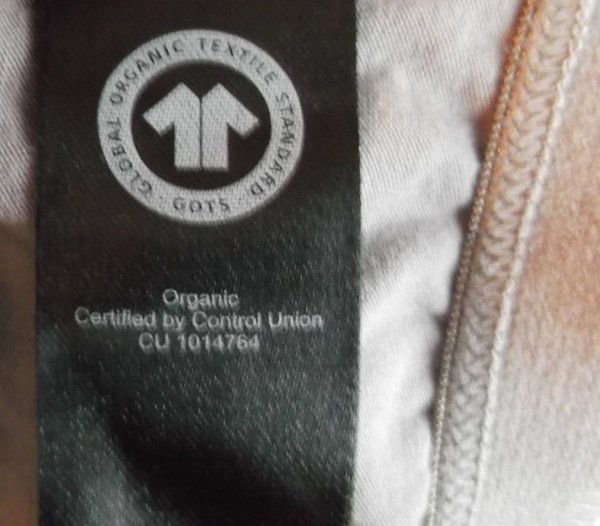 GLOBAL ORGANIC TEXTILE STANDARD
· GOTS ·
Organic
Certified by Control Union
CU 1014764